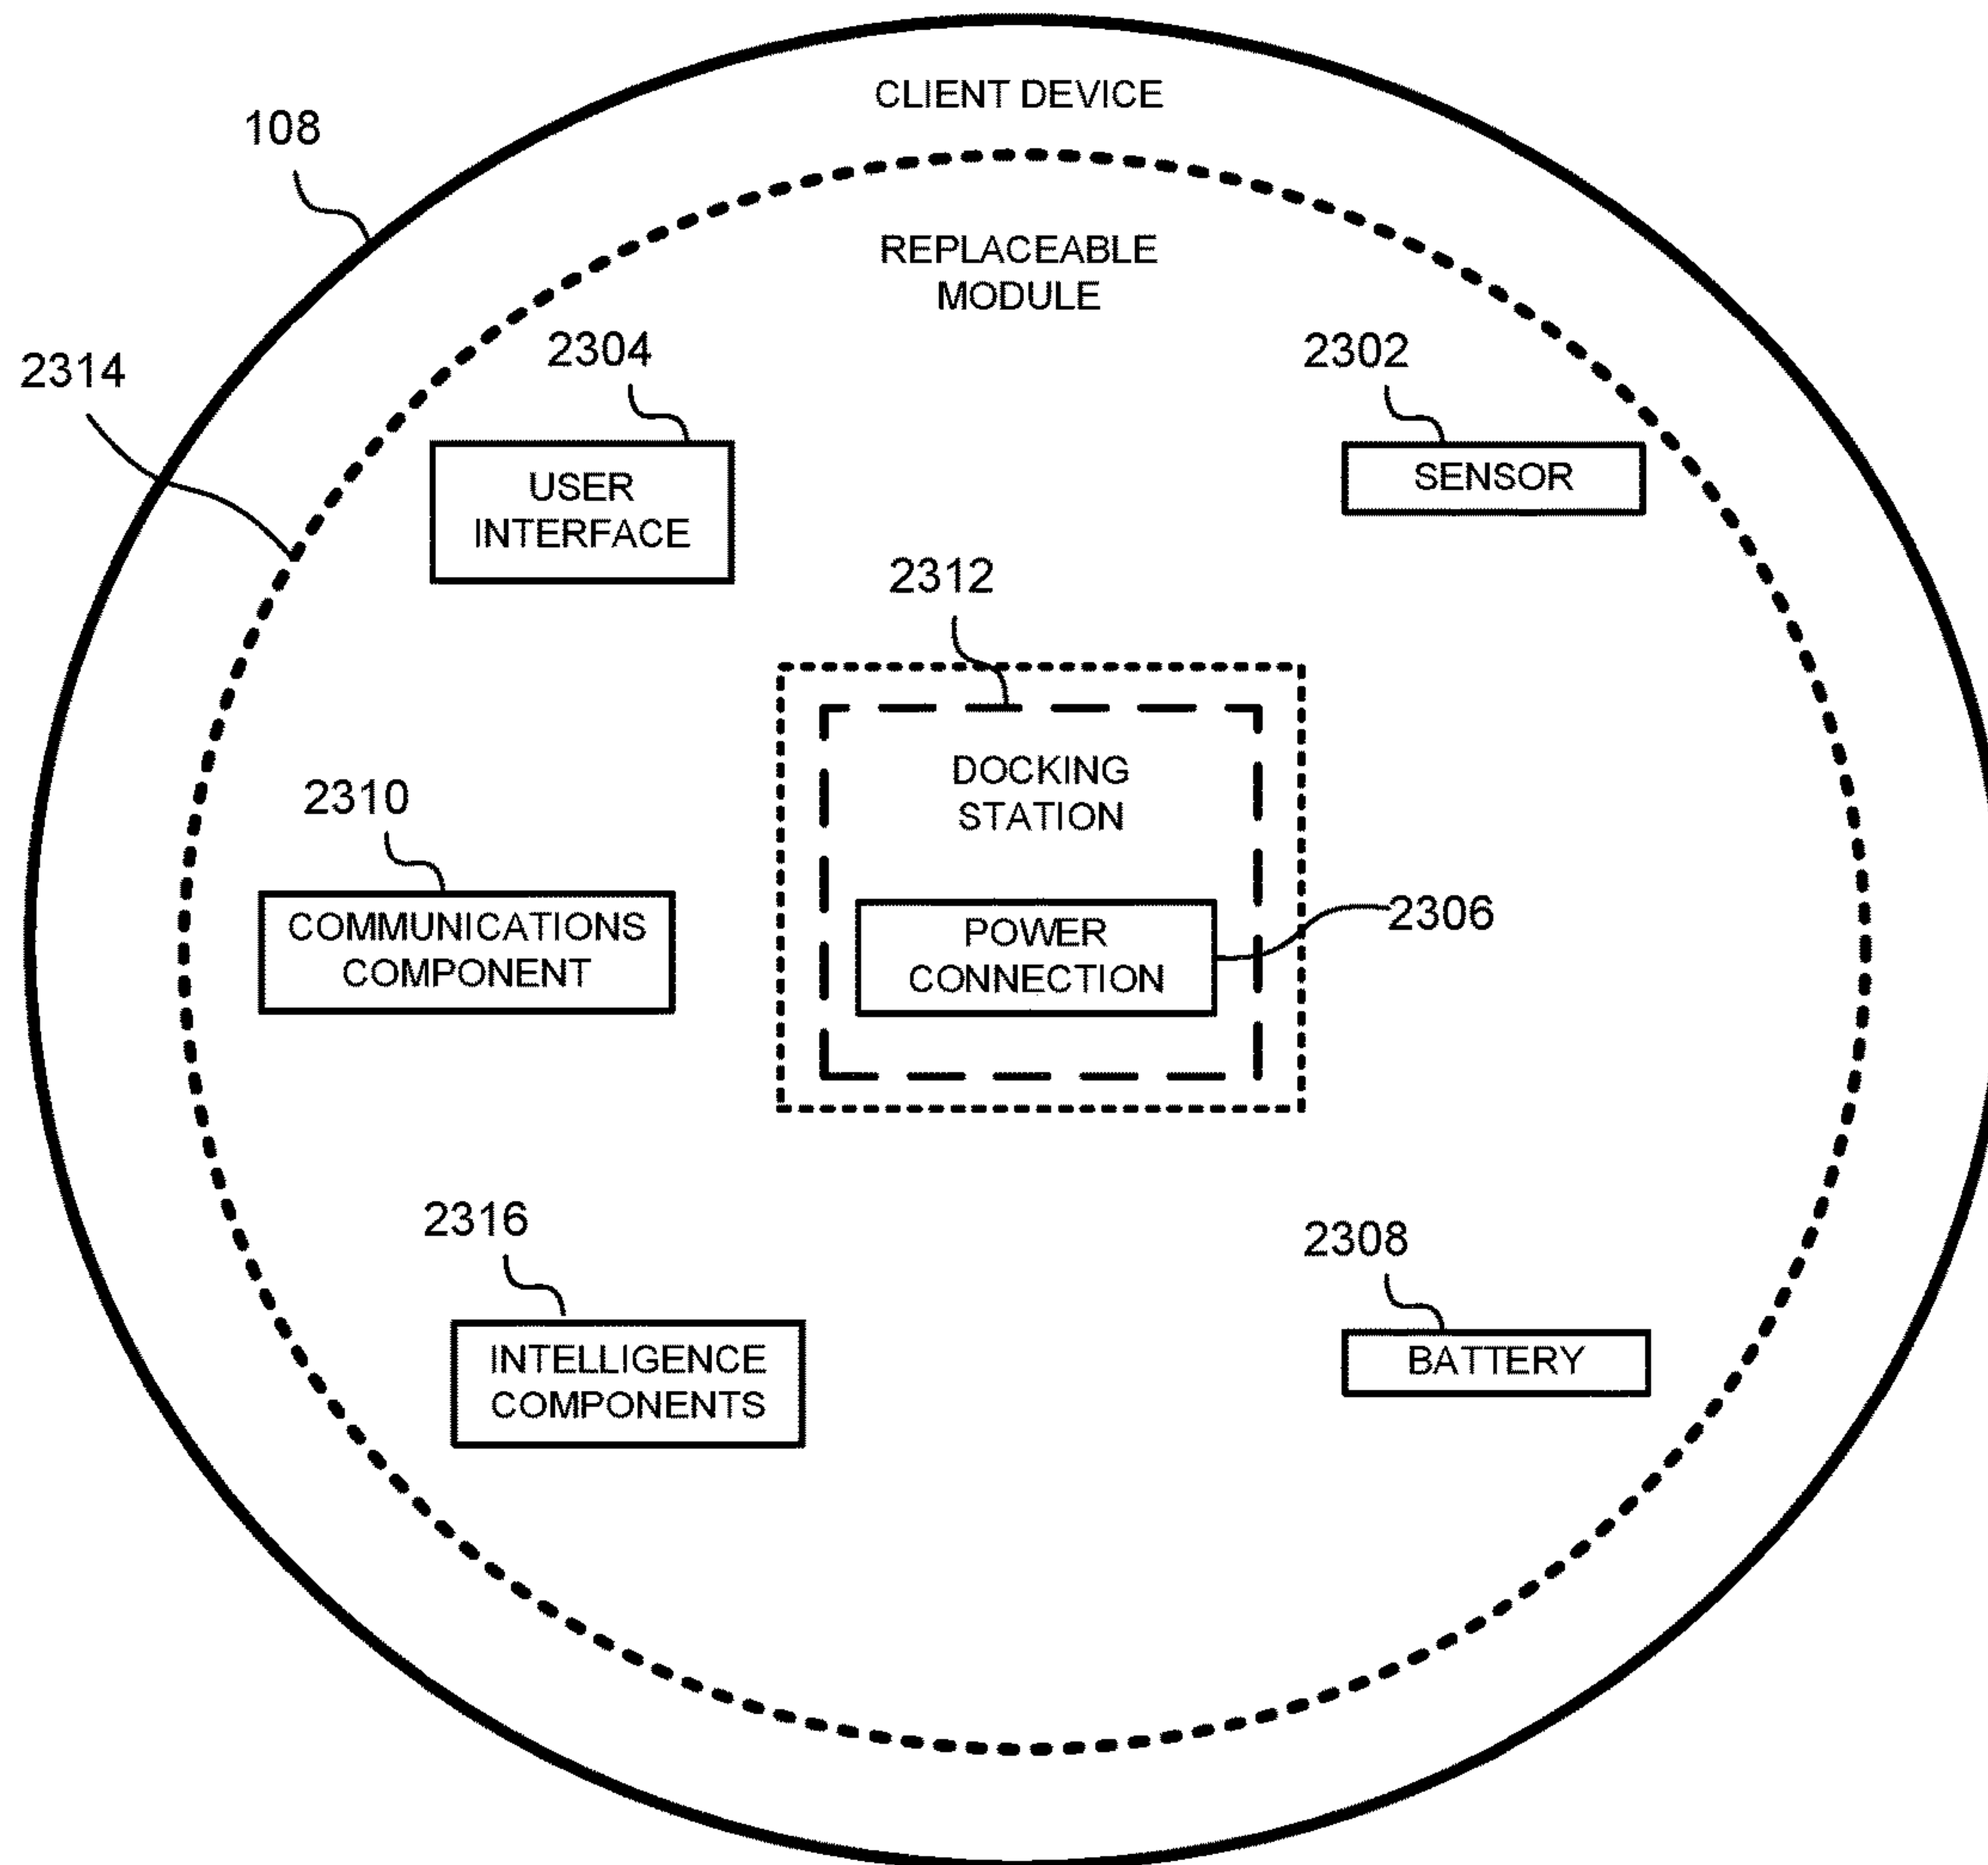 CLIENT DEVICE
108
REPLACEABLE
MODULE
2304
2302
2314
USER
INTERFACE
SENSOR
2312
DOCKING
STATION
2310
2306
COMMUNICATIONS
COMPONENT
POWER
CONNECTION
2316
2308
INTELLIGENCE
COMPONENTS
BATTERY